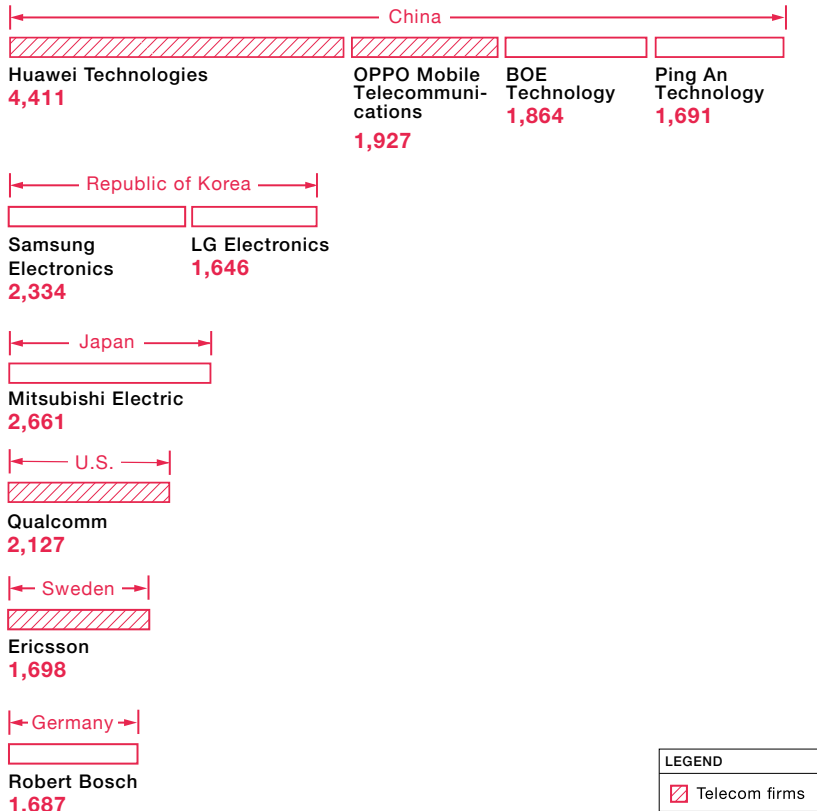 China
Huawei Technologies
4,411
OPPO Mobile
Telecommuni-
cations
1,927
BOE
Technology
1,864
Ping An
Technology
1,691
Republic of Korea
Samsung
Electronics
2,334
LG Electronics
1,646
Japan
Mitsubishi Electric
2,661
U.S.
Qualcomm
2,127
Sweden
Ericsson
1,698
Germany
Robert Bosch
1,687
LEGEND
Telecom firms